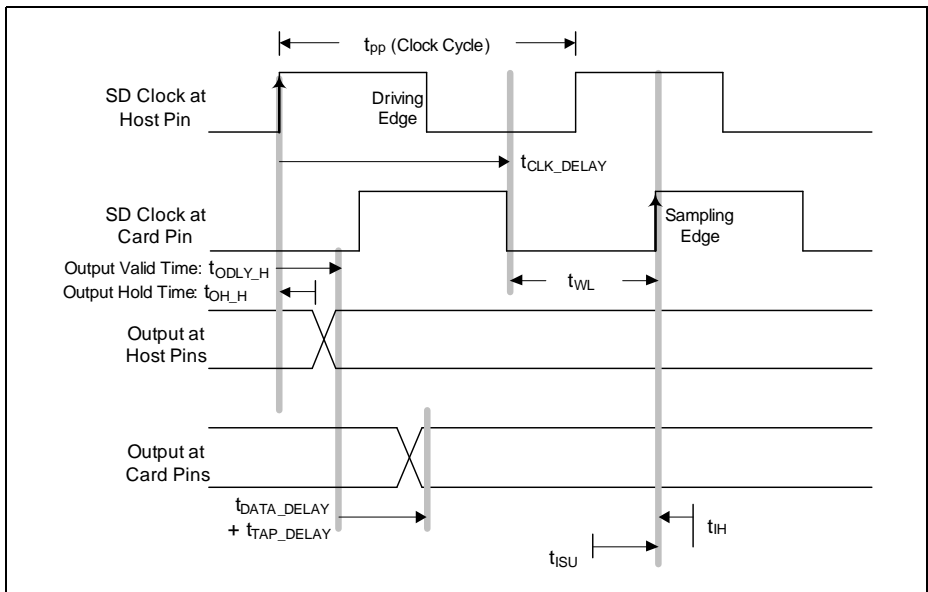 tpp (Clock Cycle)
SD Clock at
Host Pin
Driving
Edge
tCLK_DELAY
SD Clock at
Card Pin
Sampling
Edge
Output Valid Time: tODLY_H
Output Hold Time: tOH_H
tWL
Output at
Host Pins
Output at
Card Pins
tDATA_DELAY
+ tTAP_DELAY
tIH
tISU